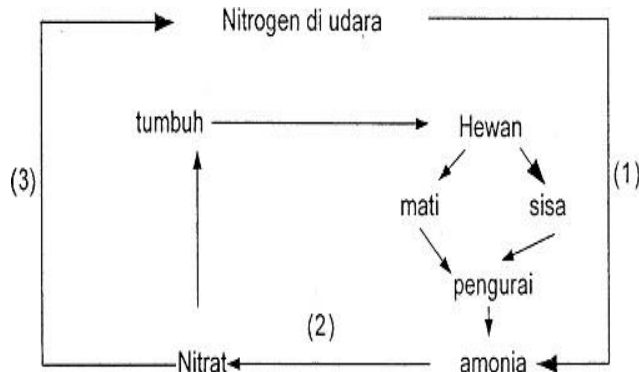 Nitrogen di udara
tumbuh
Hewan
(3)
(1)
mati
sisa
pengurai
(2)
Nitrat
amonia